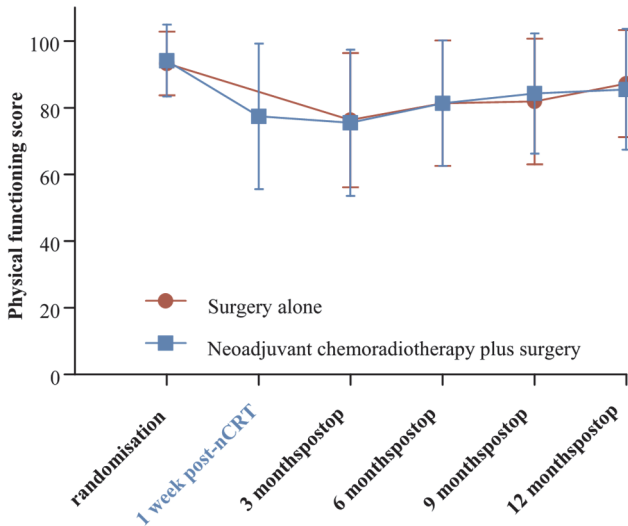 Physical functioning score
100
80
60
40
20
0
Surgery alone
Neoadjuvant chemoradiotherapy plus surgery
randomisation
1 week post-nCRT
3 monthspostop
6 monthspostop
9 monthspostop
12 monthspostop